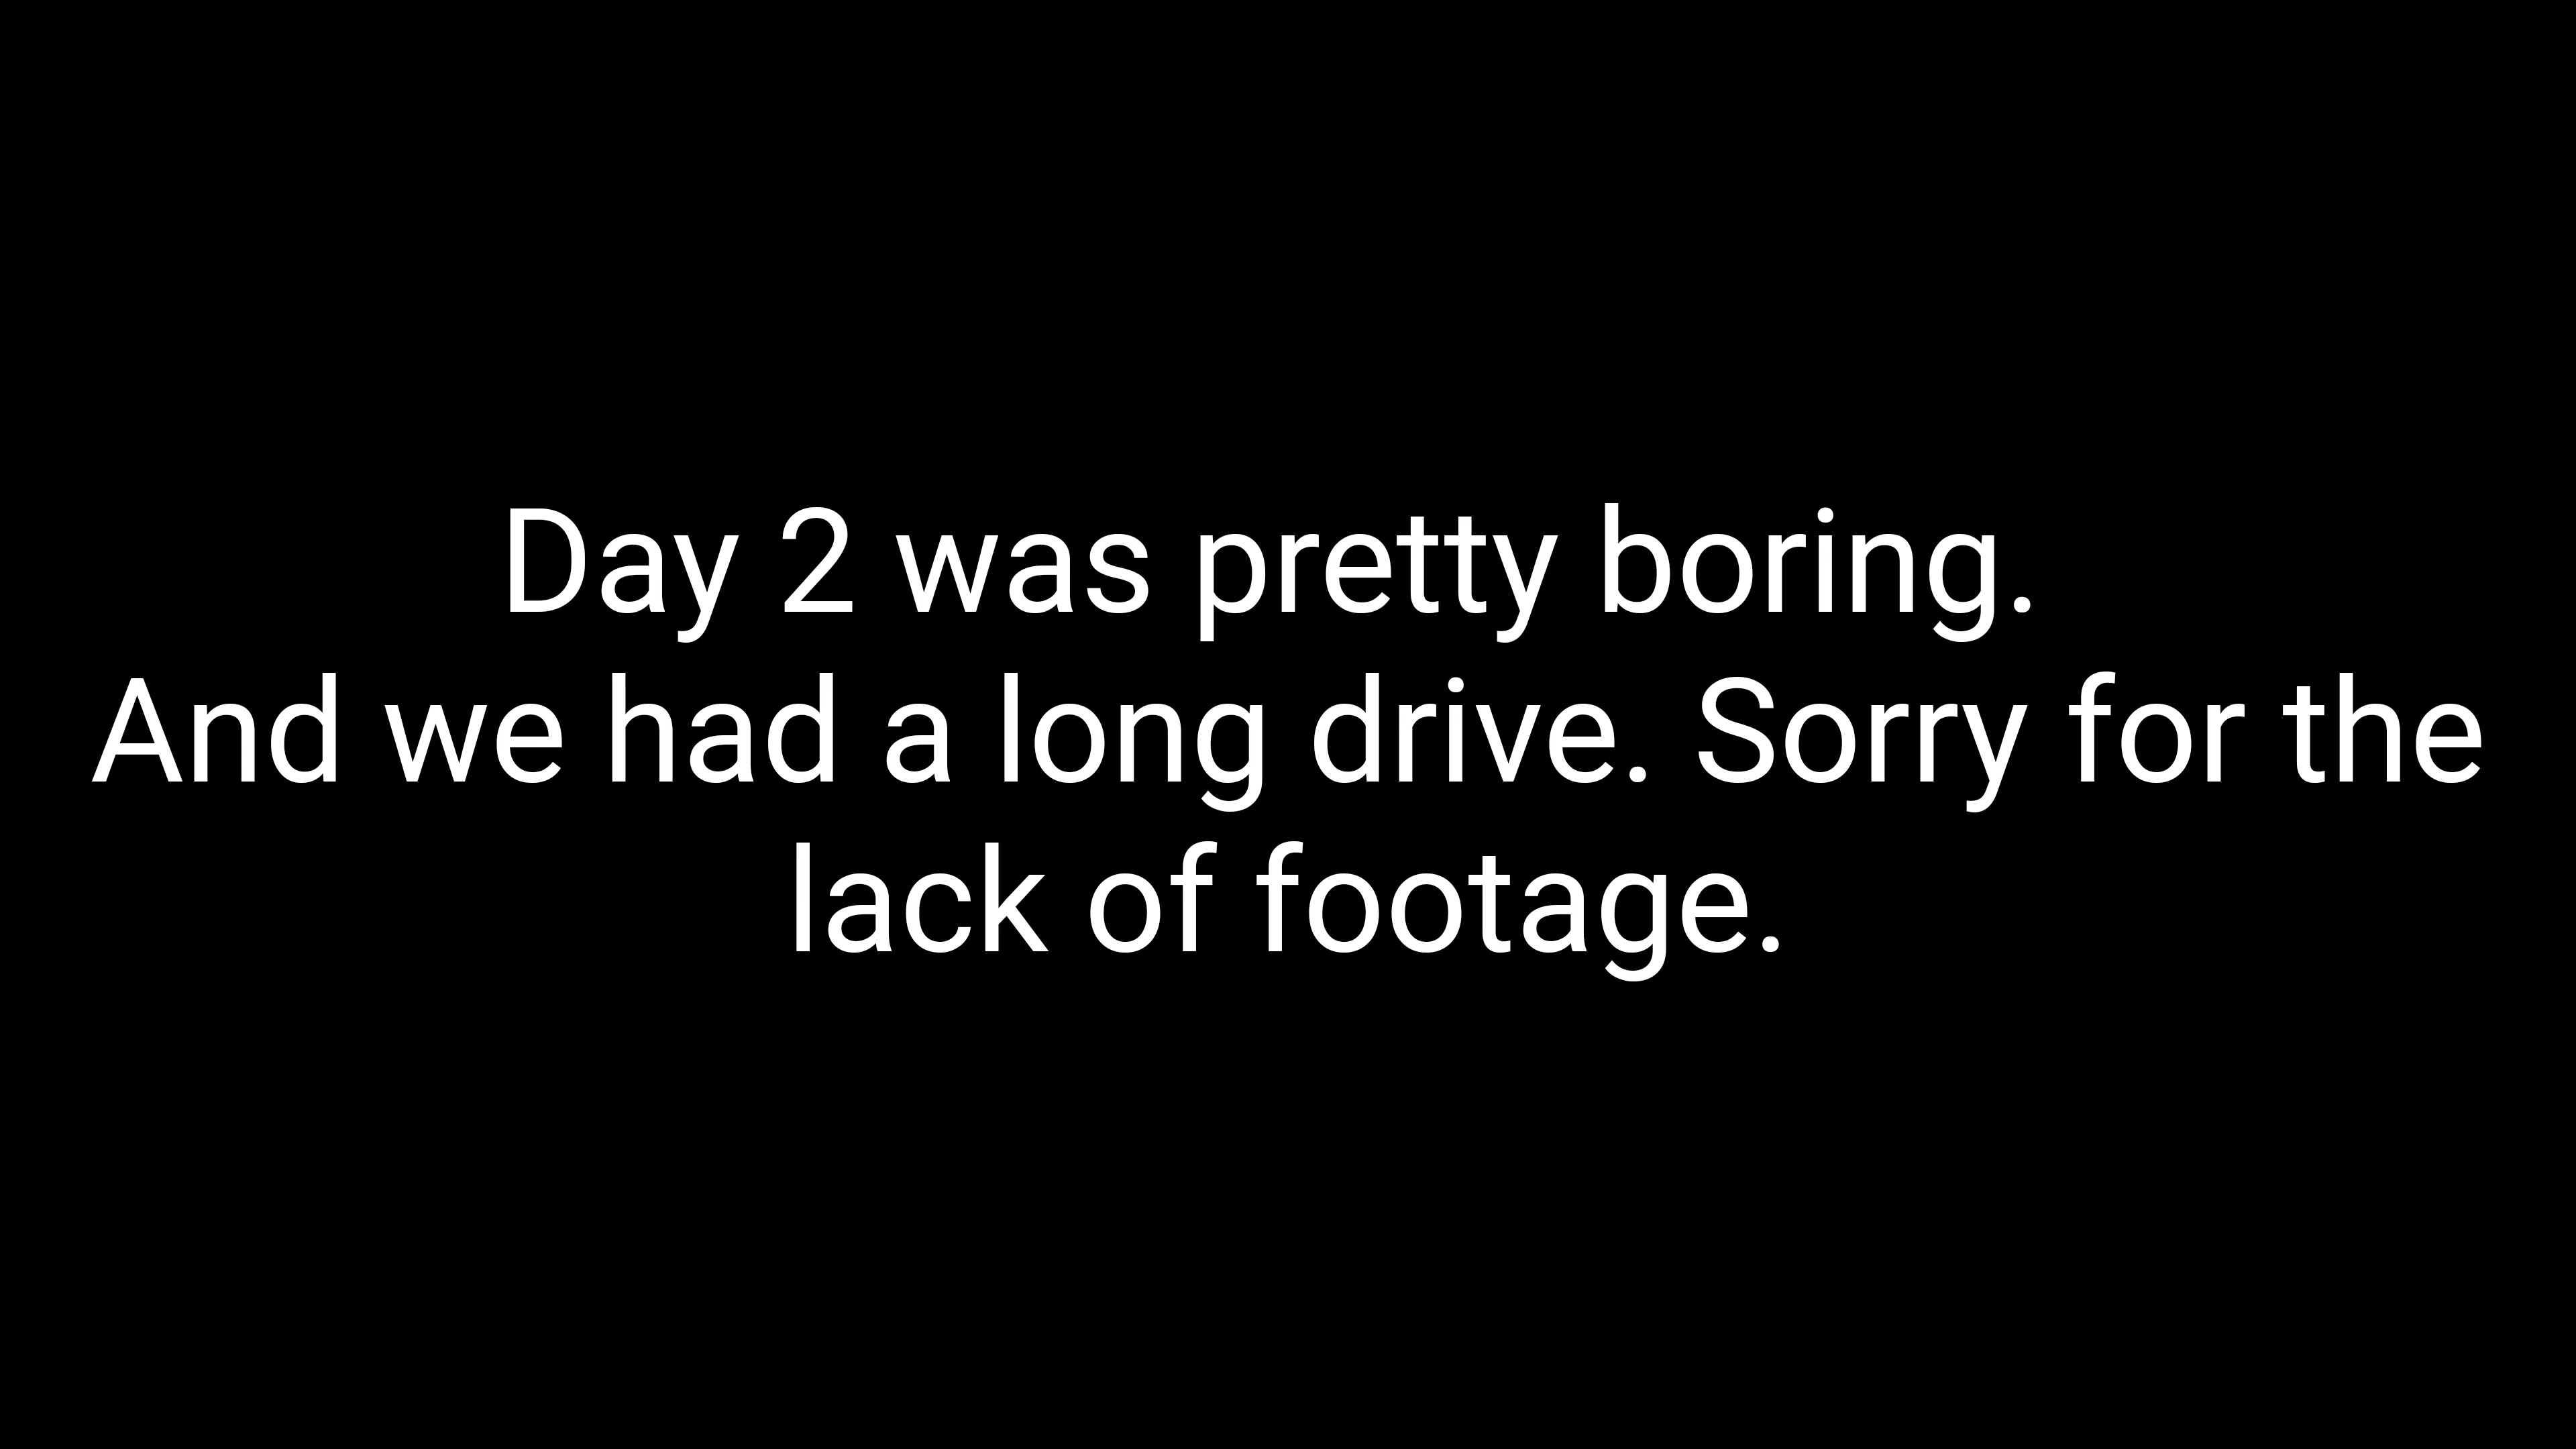 Day 2 was pretty boring.
And we had a long drive. Sorry for the
lack of footage.